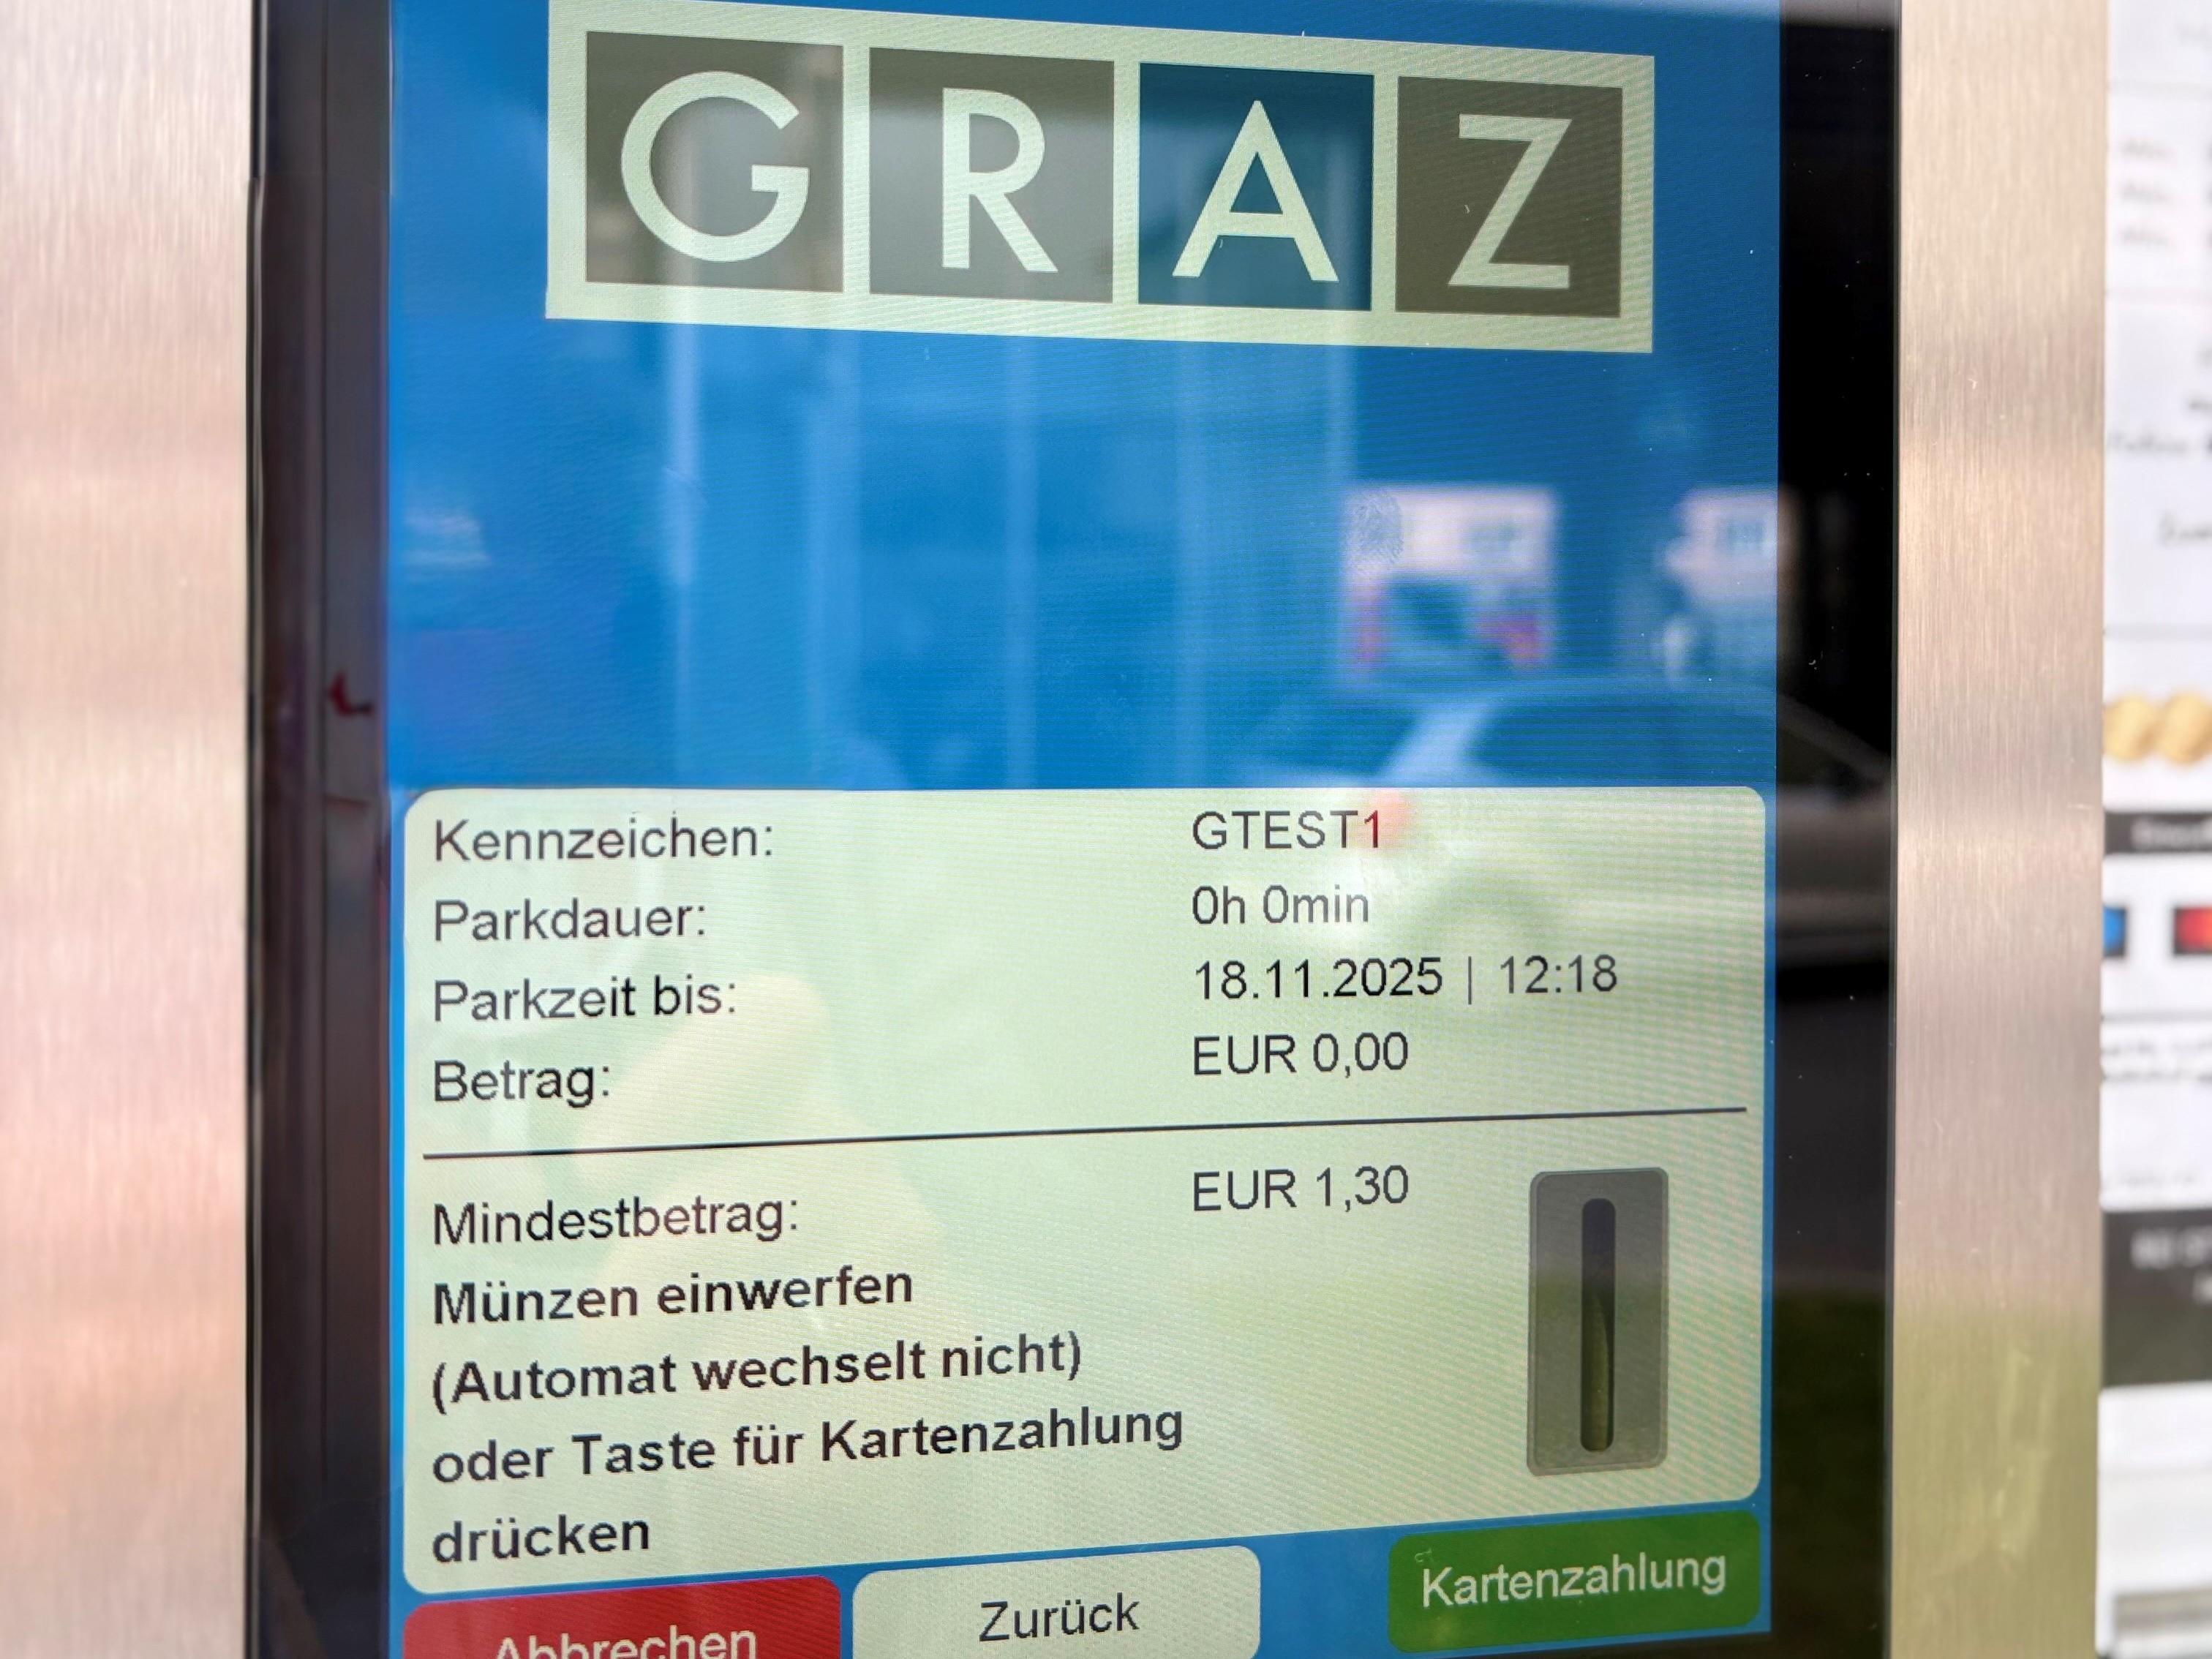 GRAZ
Kennzeichen: GTEST1
Parkdauer: 0h 0min
Parkzeit bis: 18.11.2025 | 12:18
Betrag: EUR 0,00
Mindestbetrag: EUR 1,30
Münzen einwerfen
(Automat wechselt nicht)
oder Taste für Kartenzahlung
drücken
Abbrechen Zurück Kartenzahlung